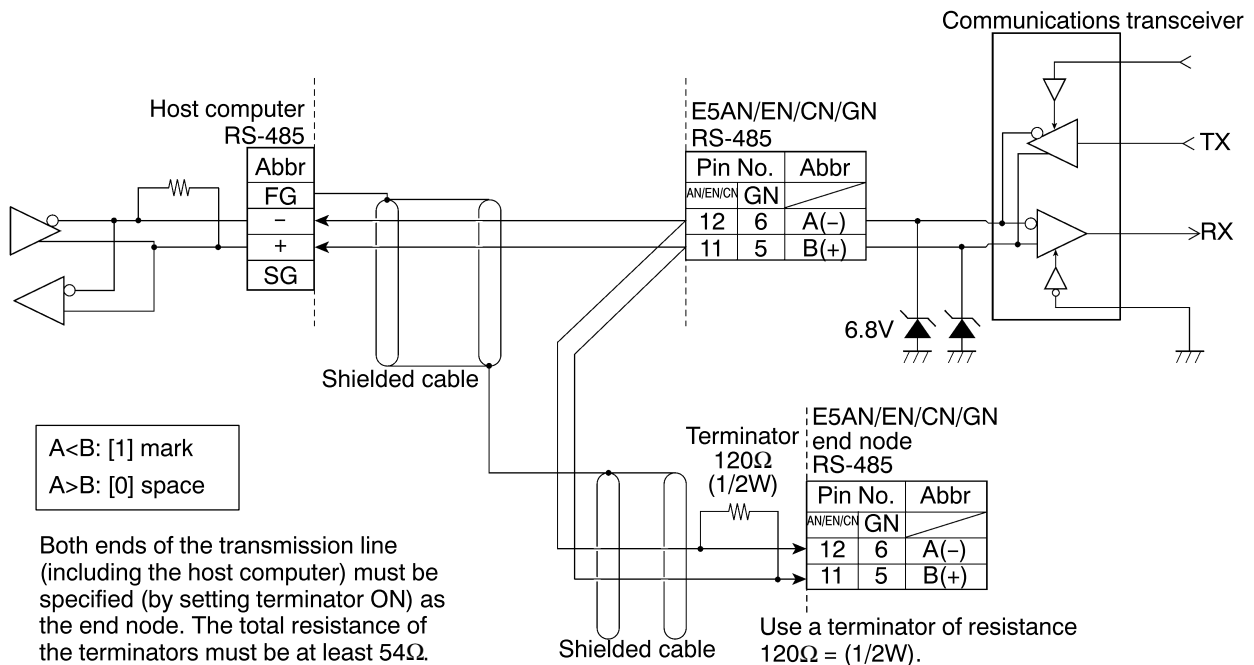 Communications transceiver
Host computer
RS-485
E5AN/EN/CN/GN
RS-485
Abbr
FG
−
+
SG
Pin No. Abbr
AN/EN/CN GN
12 6 A(−)
11 5 B(+)
TX
RX
6.8V
Shielded cable
A<B: [1] mark
A>B: [0] space
Terminator
120Ω
(1/2W)
E5AN/EN/CN/GN
end node
RS-485
Pin No. Abbr
AN/EN/CN GN
12 6 A(−)
11 5 B(+)
Both ends of the transmission line
(including the host computer) must be
specified (by setting terminator ON) as
the end node. The total resistance of
the terminators must be at least 54Ω.
Shielded cable
Use a terminator of resistance
120Ω = (1/2W).